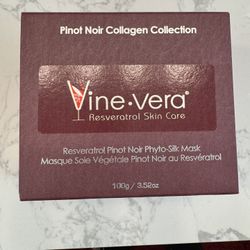 Pinot Noir Collagen Collection
Vine·vera®
Resveratrol Skin Care
Resveratrol Pinot Noir Phyto-Silk Mask
Masque Soie Végétale Pinot Noir au Resvératrol
100g / 3.52oz